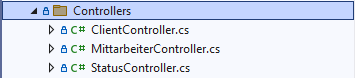 Controllers
C# ClientController.cs
C# MittarbeiterController.cs
C# StatusController.cs